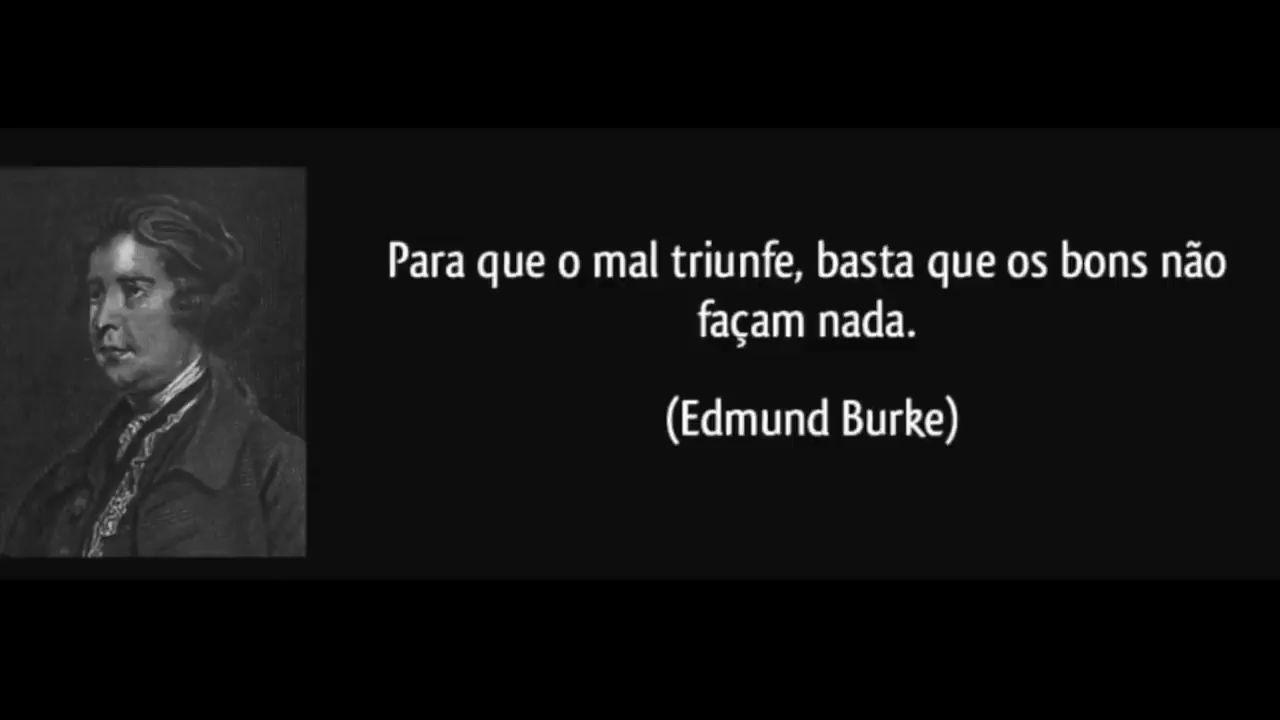 Para que o mal triunfe, basta que os bons não
façam nada.
(Edmund Burke)